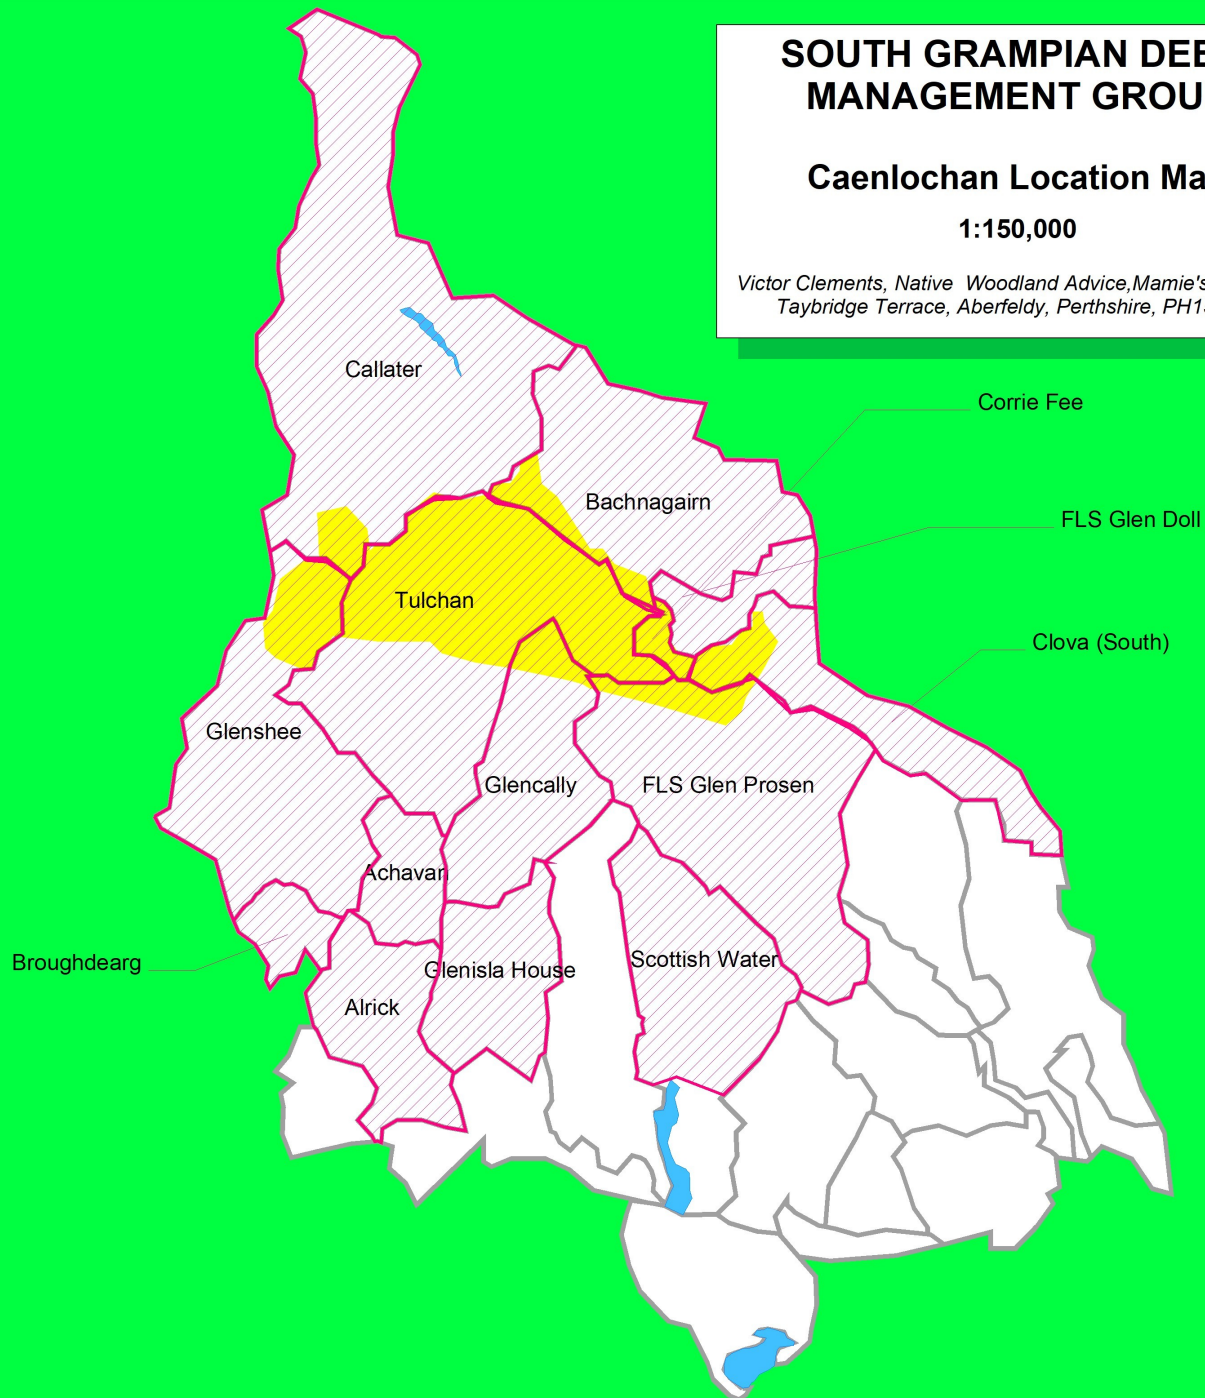 SOUTH GRAMPIAN DEE
MANAGEMENT GROU
Caenlochan Location Ma
1:150,000
Victor Clements, Native Woodland Advice,Mamie's
Taybridge Terrace, Aberfeldy, Perthshire, PH1
Callater
Corrie Fee
Bachnagairn
FLS Glen Doll
Tulchan
Clova (South)
Glenshee
Glencally
FLS Glen Prosen
Achavan
Broughdearg
Glenisla House
Scottish Water
Alrick